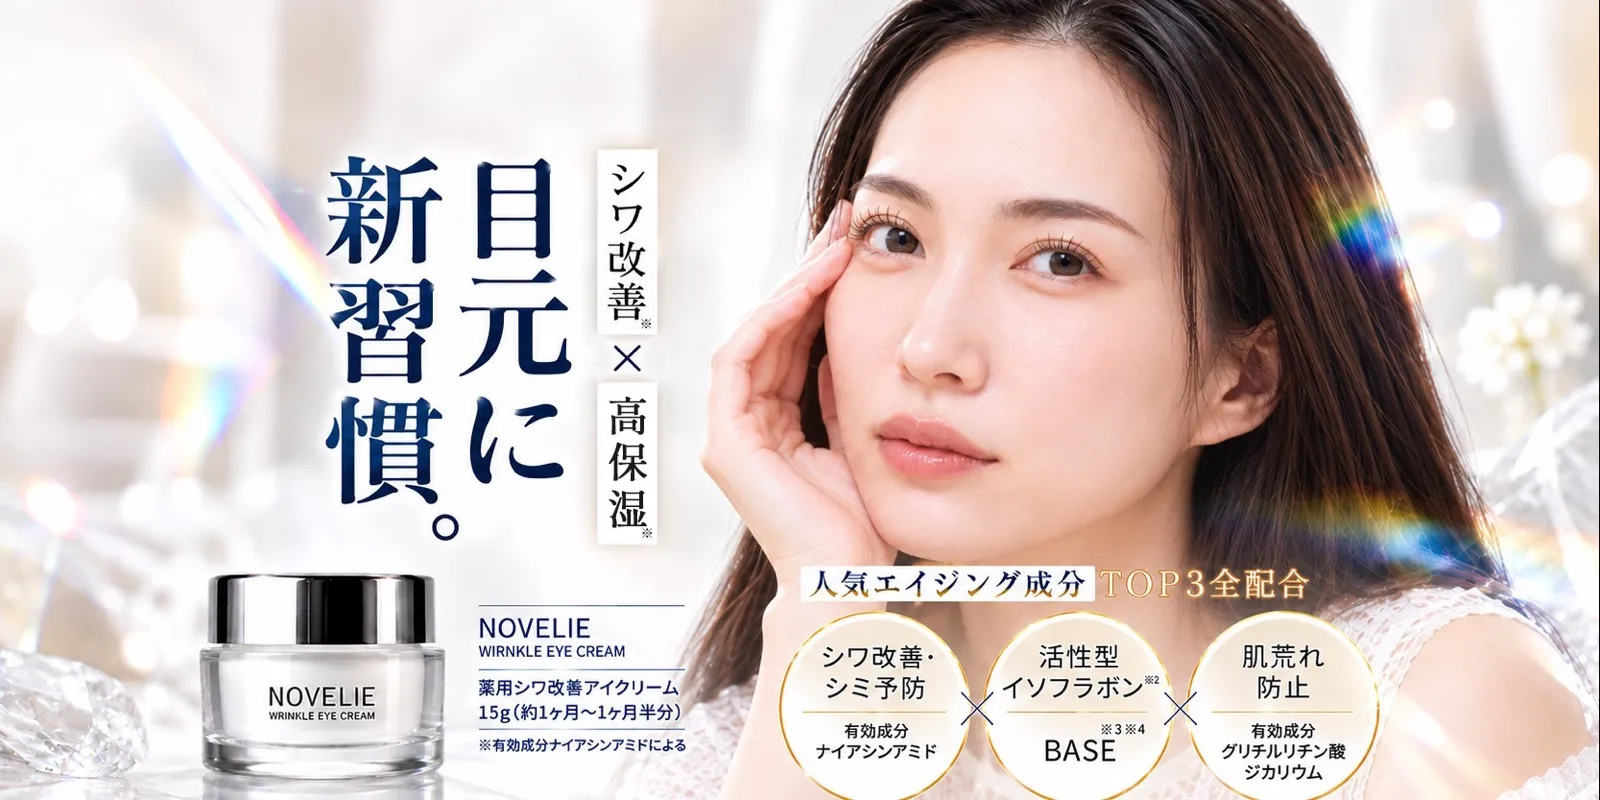 シワ改善※
×
高保湿※
目元に
新習慣。
NOVELIE
WRINKLE EYE CREAM
NOVELIE
WIRNKLE EYE CREAM
薬用シワ改善アイクリーム
15g(約1ヶ月〜1ヶ月半分)
※有効成分ナイアシンアミドによる
人気エイジング成分TOP3全配合
シワ改善・
シミ予防
有効成分
ナイアシンアミド
×
活性型
イソフラボン※2
※3※4
BASE
×
肌荒れ
防止
有効成分
グリチルリチン酸
ジカリウム